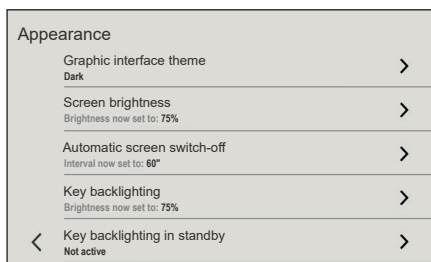 Appearance
Graphic interface theme
Dark
Screen brightness
Brightness now set to: 75%
Automatic screen switch-off
Interval now set to: 60"
Key backlighting
Brightness now set to: 75%
Key backlighting in standby
Not active